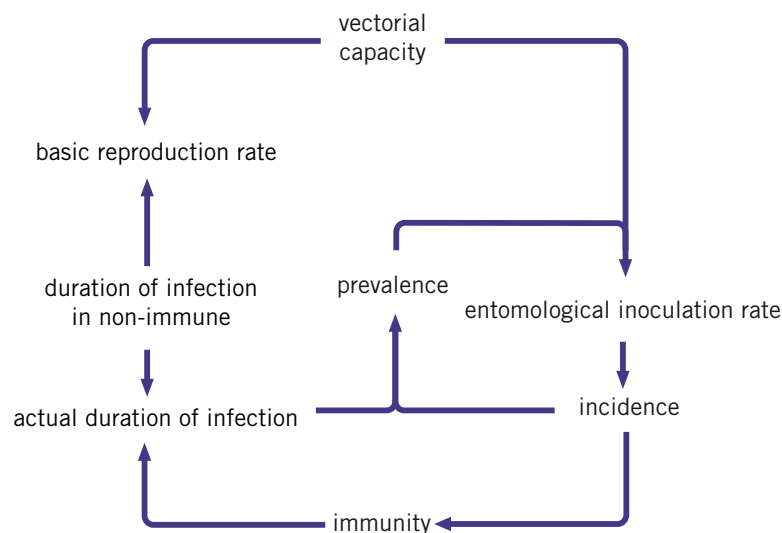 vectorial
capacity
basic reproduction rate
duration of infection
in non-immune
prevalence
entomological inoculation rate
actual duration of infection
incidence
immunity